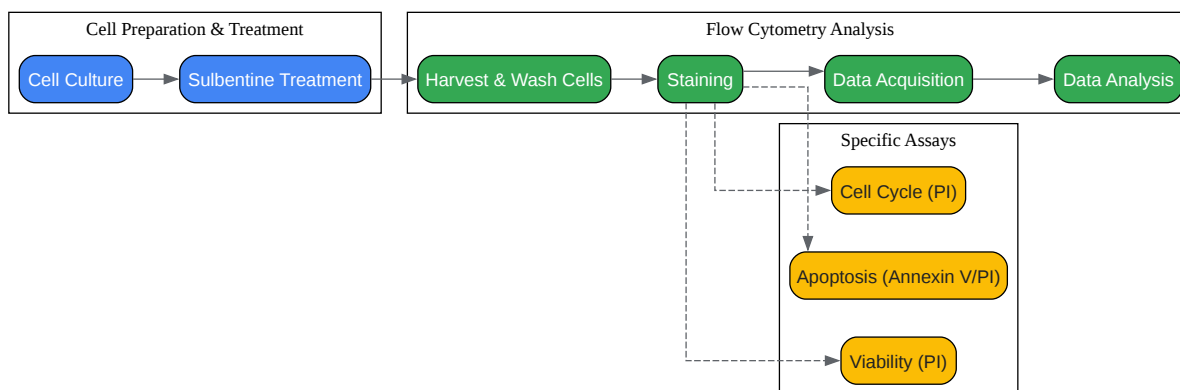 Cell Preparation & Treatment
Cell Culture
Sulbentine Treatment
Flow Cytometry Analysis
Harvest & Wash Cells
Staining
Data Acquisition
Data Analysis
Specific Assays
Cell Cycle (PI)
Apoptosis (Annexin V/PI)
Viability (PI)